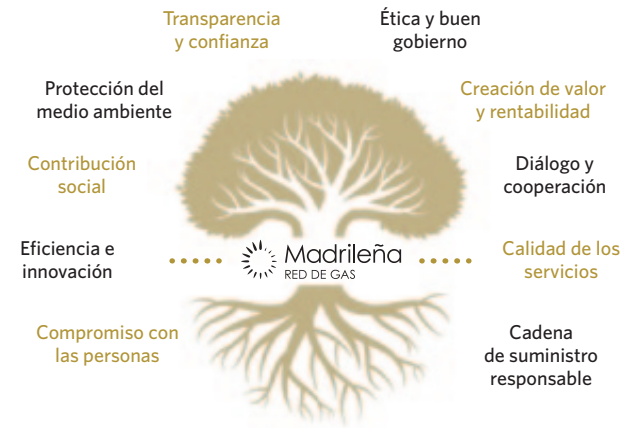 Transparencia
y confianza
Ética y buen
gobierno
Protección del
medio ambiente
Creación de valor
y rentabilidad
Contribución
social
Diálogo y
cooperación
Eficiencia e
innovación
Madrileña
RED DE GAS
Calidad de los
servicios
Compromiso con
las personas
Cadena
de suministro
responsable